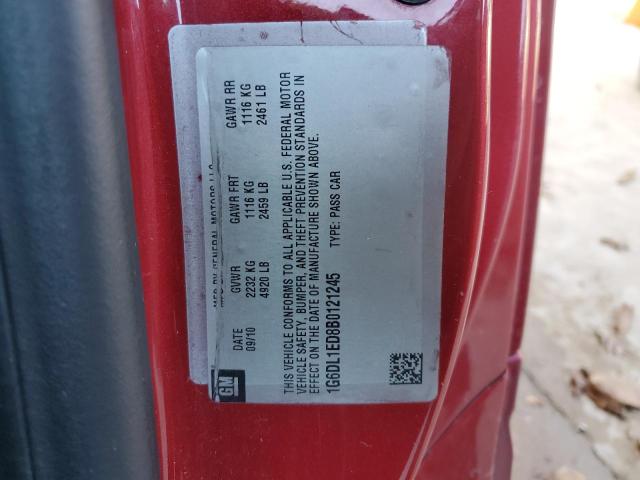 GM
MFD BY GENERAL MOTORS LLC
DATE GVWR GAWR FRT GAWR RR
09/10 2232 KG 1116 KG 1116 KG
4920 LB 2459 LB 2461 LB
THIS VEHICLE CONFORMS TO ALL APPLICABLE U.S. FEDERAL MOTOR
VEHICLE SAFETY, BUMPER, AND THEFT PREVENTION STANDARDS IN
EFFECT ON THE DATE OF MANUFACTURE SHOWN ABOVE.
1G6DL1ED8B0121245 TYPE: PASS CAR